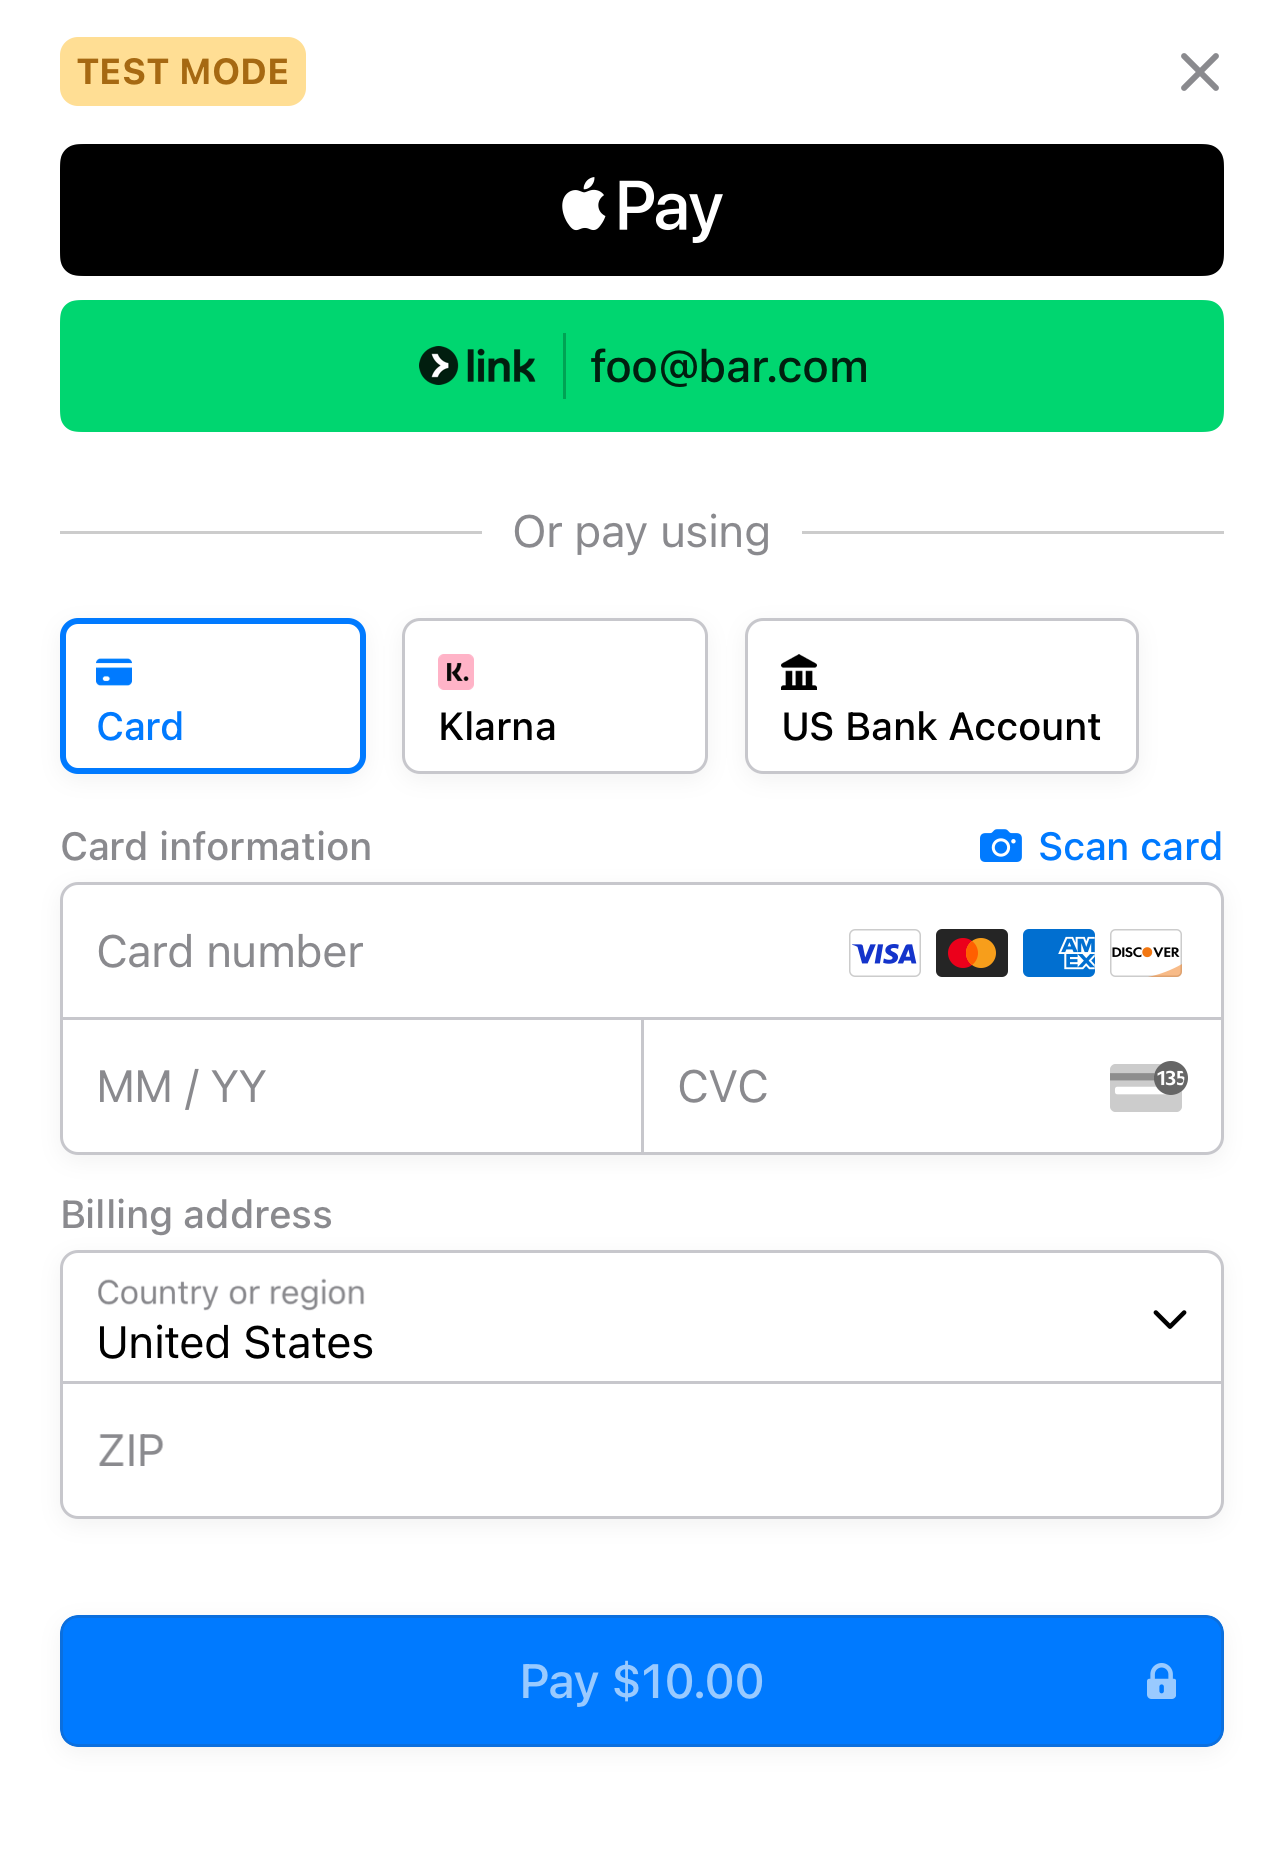 TEST MODE
Pay
link foo@bar.com
Or pay using
K.
Card Klarna US Bank Account
Card information Scan card
Card number VISA AM EX DISCOVER
MM / YY CVC 135
Billing address
Country or region
United States
ZIP
Pay $10.00